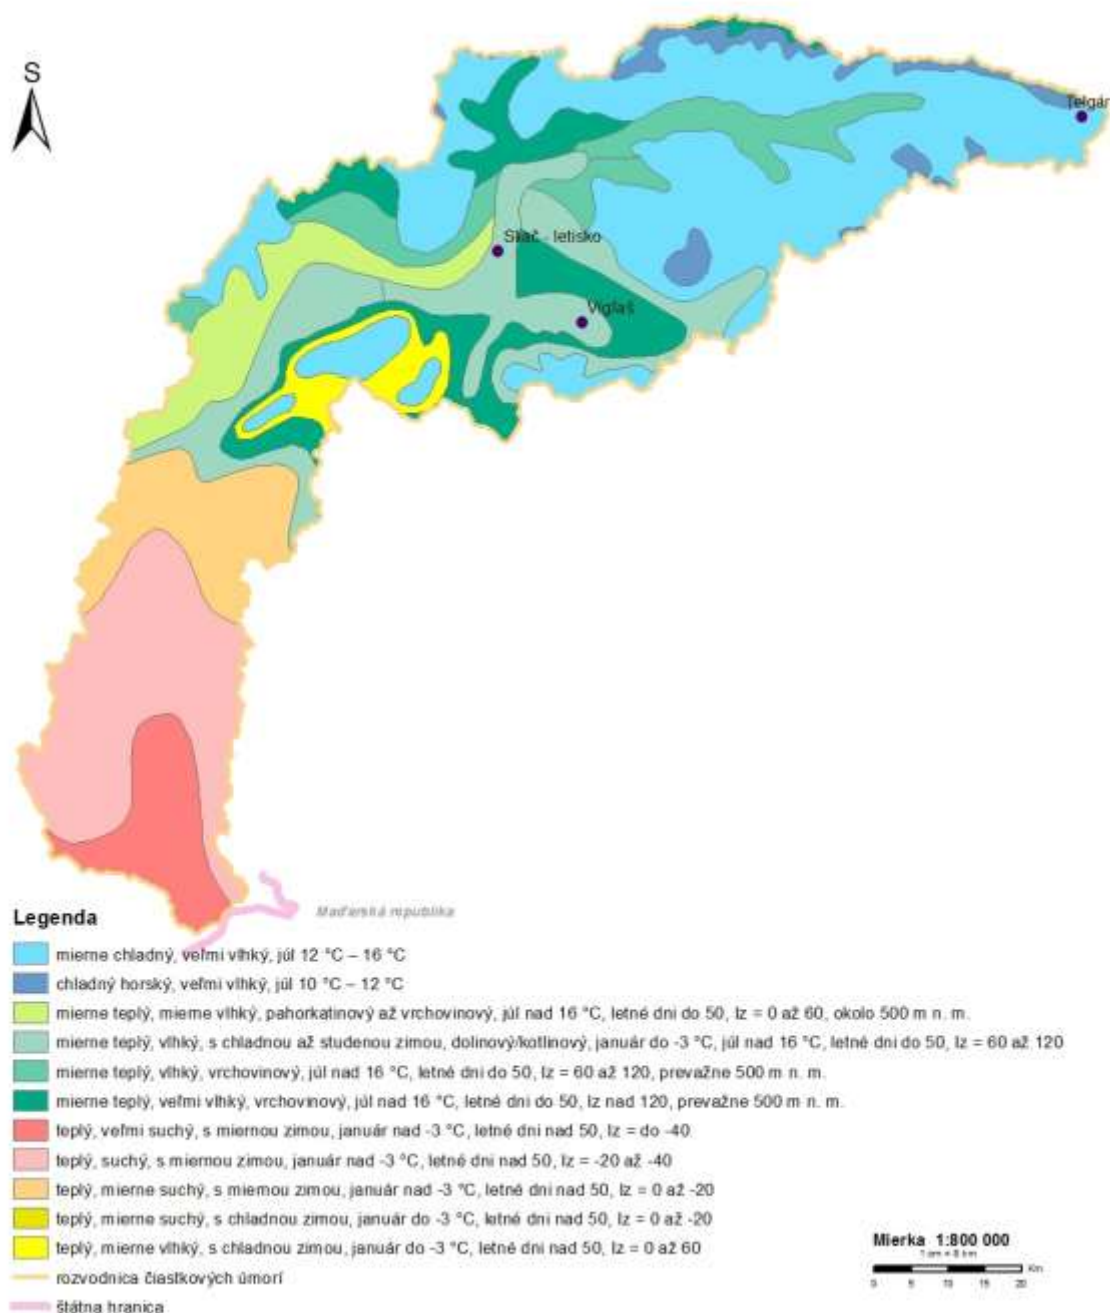 S
Telgár
Sliač - letisko
Vígľaš
Maďarská republika
Legenda
mierne chladný, veľmi vlhký, júl 12 °C – 16 °C
chladný horský, veľmi vlhký, júl 10 °C – 12 °C
mierne teplý, mierne vlhký, pahorkatinový až vrchovinový, júl nad 16 °C, letné dni do 50, Iz = 0 až 60, okolo 500 m n. m.
mierne teplý, vlhký, s chladnou až studenou zimou, dolinový/kotlinový, január do -3 °C, júl nad 16 °C, letné dni do 50, Iz = 60 až 120
mierne teplý, vlhký, vrchovinový, júl nad 16 °C, letné dni do 50, Iz = 60 až 120, prevažne 500 m n. m.
mierne teplý, veľmi vlhký, vrchovinový, júl nad 16 °C, letné dni do 50, Iz nad 120, prevažne 500 m n. m.
teplý, veľmi suchý, s miernou zimou, január nad -3 °C, letné dni nad 50, Iz = do -40
teplý, suchý, s miernou zimou, január nad -3 °C, letné dni nad 50, Iz = -20 až -40
teplý, mierne suchý, s miernou zimou, január nad -3 °C, letné dni nad 50, Iz = 0 až -20
teplý, mierne suchý, s chladnou zimou, január do -3 °C, letné dni nad 50, Iz = 0 až -20
teplý, mierne vlhký, s chladnou zimou, január do -3 °C, letné dni nad 50, Iz = 0 až 60
rozvodnica čiastkových úmorí
štátna hranica
Mierka 1:800 000
1 cm = 8 km
Km
0 5 10 15 20